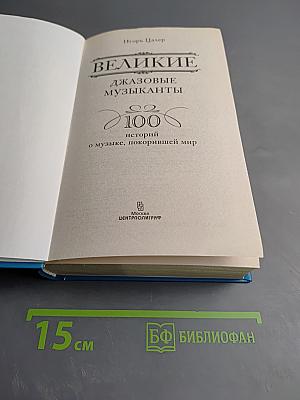 Игорь Цалер
ВЕЛИКИЕ
ДЖАЗОВЫЕ
МУЗЫКАНТЫ
100
историй
о музыке, покорившей мир
Москва
ЦЕНТРПОЛИГРАФ
15 см
БФ БИБЛИОФАН